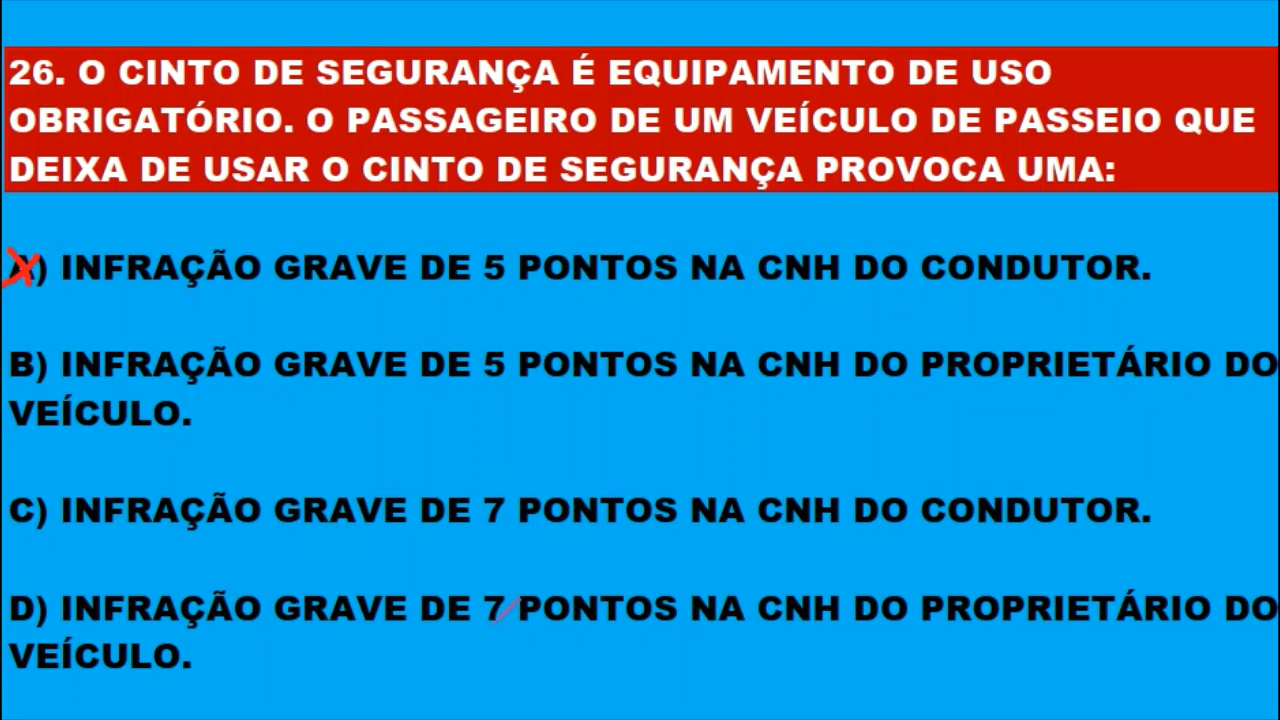 26. O CINTO DE SEGURANÇA É EQUIPAMENTO DE USO
OBRIGATÓRIO. O PASSAGEIRO DE UM VEÍCULO DE PASSEIO QUE
DEIXA DE USAR O CINTO DE SEGURANÇA PROVOCA UMA:
A) INFRAÇÃO GRAVE DE 5 PONTOS NA CNH DO CONDUTOR.
B) INFRAÇÃO GRAVE DE 5 PONTOS NA CNH DO PROPRIETÁRIO DO
VEÍCULO.
C) INFRAÇÃO GRAVE DE 7 PONTOS NA CNH DO CONDUTOR.
D) INFRAÇÃO GRAVE DE 7 PONTOS NA CNH DO PROPRIETÁRIO DO
VEÍCULO.